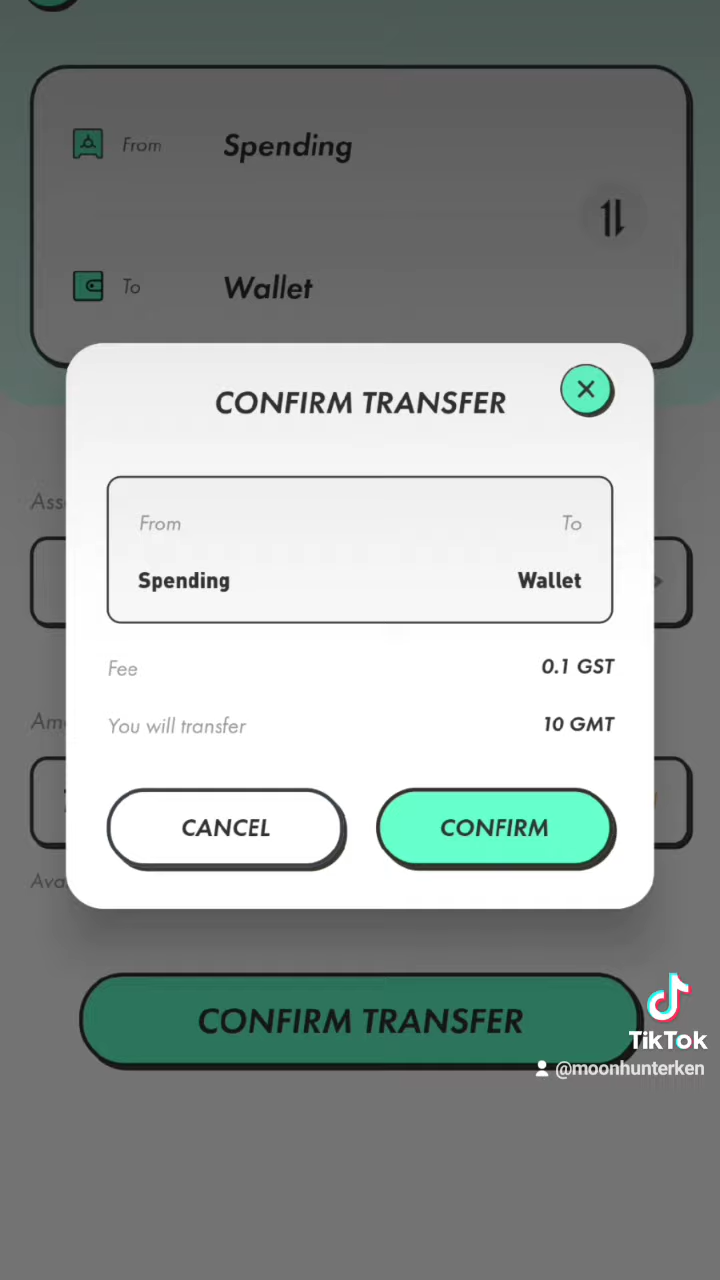 From Spending
To Wallet
CONFIRM TRANSFER
From To
Spending Wallet
Fee 0.1 GST
You will transfer 10 GMT
CANCEL CONFIRM
CONFIRM TRANSFER
TikTok
@moonhunterken